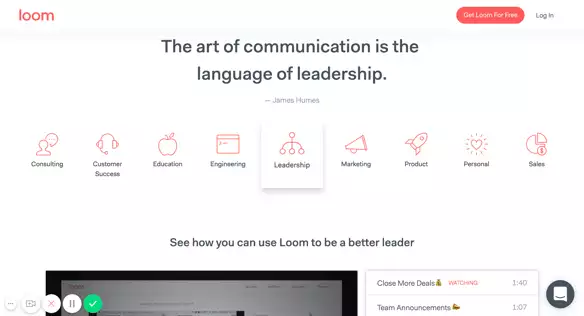 loom
Get Loom For Free
Log In
The art of communication is the
language of leadership.
— James Humes
Consulting
Customer
Success
Education
Engineering
Leadership
Marketing
Product
Personal
Sales
See how you can use Loom to be a better leader
loom
Close More Deals💰 WATCHING 1:40
Team Announcements 1:07